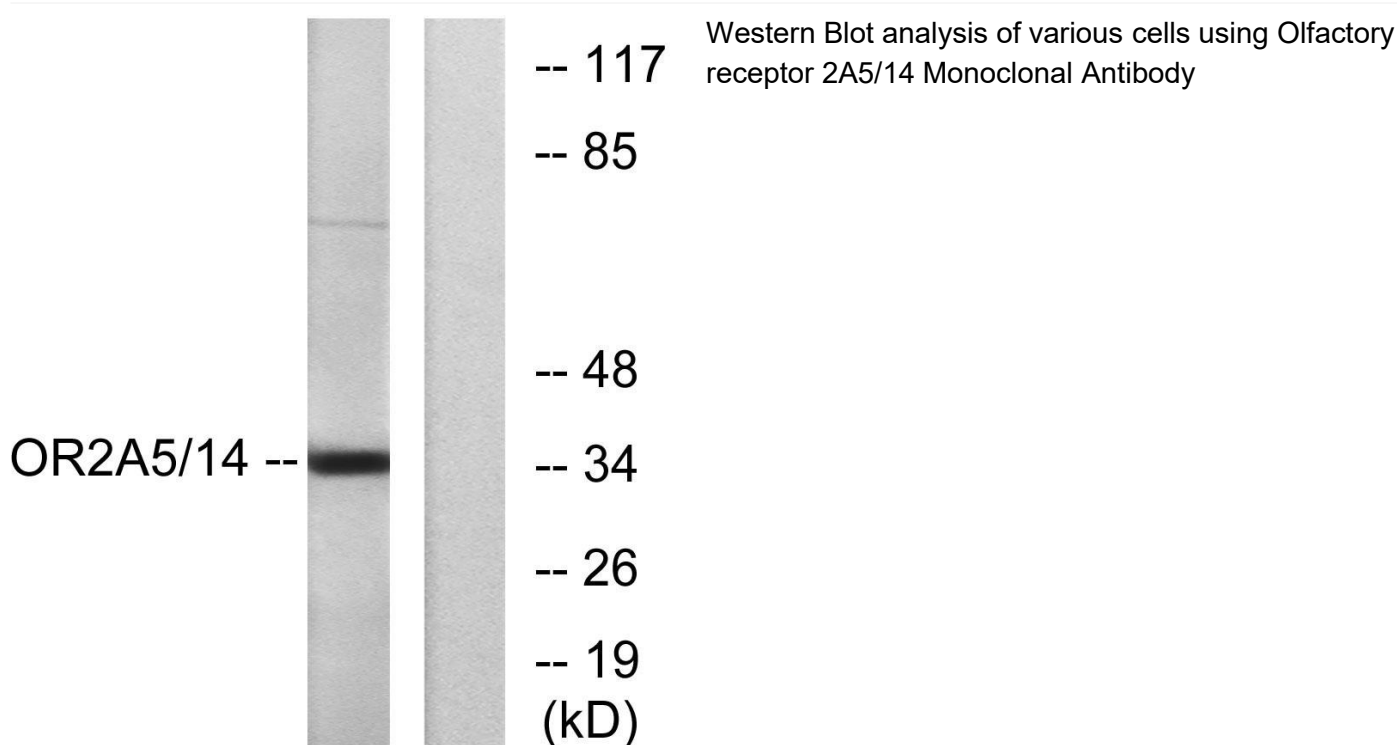 Western Blot analysis of various cells using Olfactory
receptor 2A5/14 Monoclonal Antibody
-- 117
-- 85
-- 48
OR2A5/14 --
-- 34
-- 26
-- 19
(kD)